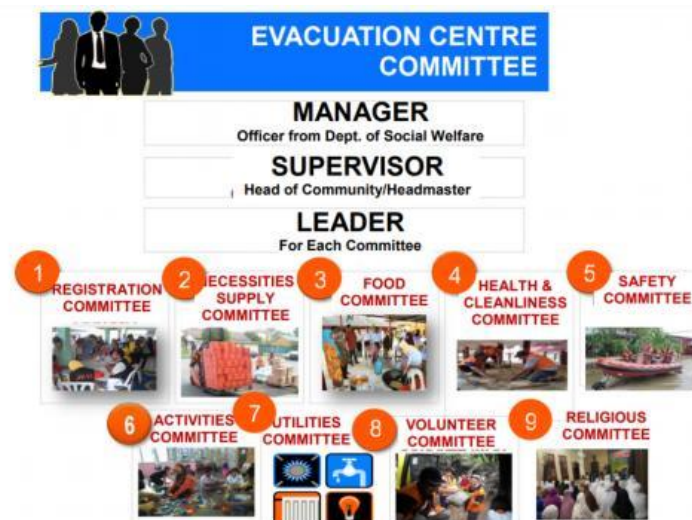 EVACUATION CENTRE
COMMITTEE
MANAGER
Officer from Dept. of Social Welfare
SUPERVISOR
Head of Community/Headmaster
LEADER
For Each Committee
1
REGISTRATION
COMMITTEE
2
NECESSITIES
SUPPLY
COMMITTEE
3
FOOD
COMMITTEE
4
HEALTH &
CLEANLINESS
COMMITTEE
5
SAFETY
COMMITTEE
6
ACTIVITIES
COMMITTEE
7
UTILITIES
COMMITTEE
8
VOLUNTEER
COMMITTEE
9
RELIGIOUS
COMMITTEE